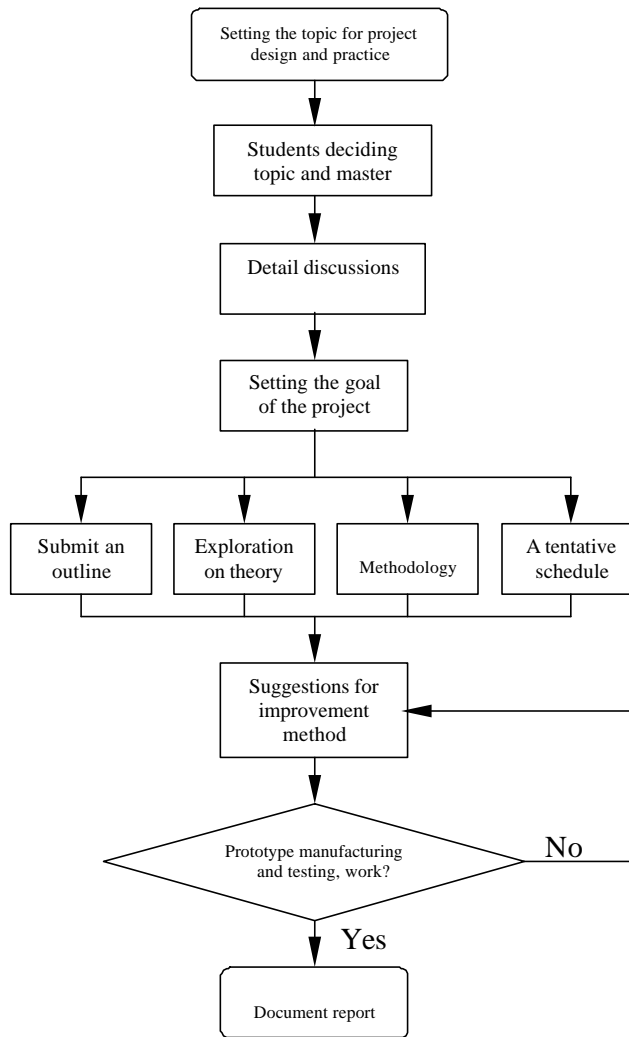 Setting the topic for project
design and practice
Students deciding
topic and master
Detail discussions
Setting the goal
of the project
Submit an
outline
Exploration
on theory
Methodology
A tentative
schedule
Suggestions for
improvement
method
Prototype manufacturing
and testing, work?
No
Yes
Document report